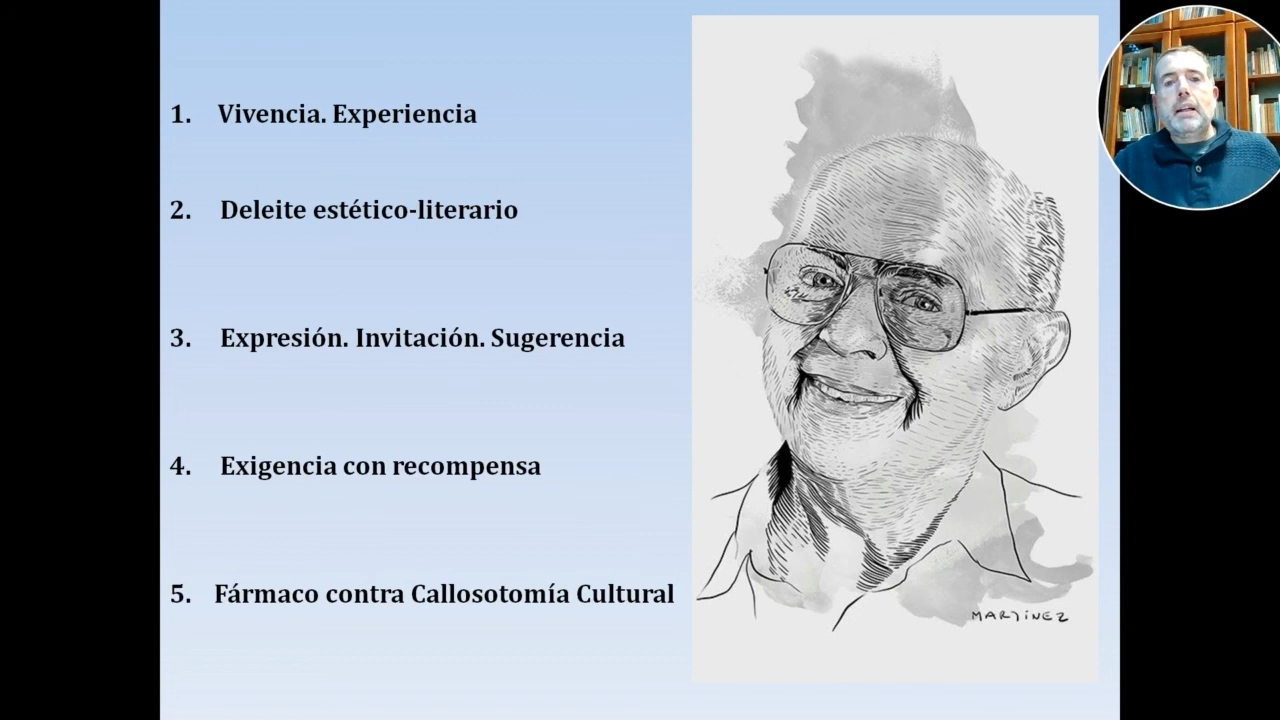 1. Vivencia. Experiencia
2. Deleite estético-literario
3. Expresión. Invitación. Sugerencia
4. Exigencia con recompensa
5. Fármaco contra Callosotomía Cultural
MARTÍNEZ